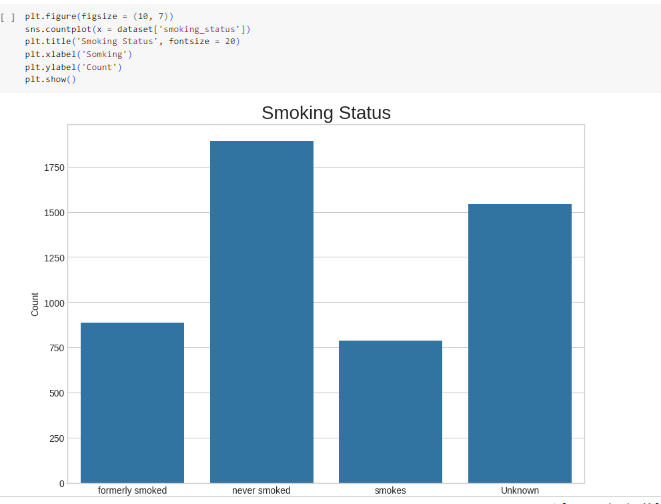 [ ] plt.figure(figsize = (10, 7))
sns.countplot(x = dataset['smoking_status'])
plt.title('Smoking Status', fontsize = 20)
plt.xlabel('Somking')
plt.ylabel('Count')
plt.show()
Smoking Status
1750
1500
1250
1000
750
500
250
0
Count
formerly smoked
never smoked
smokes
Unknown